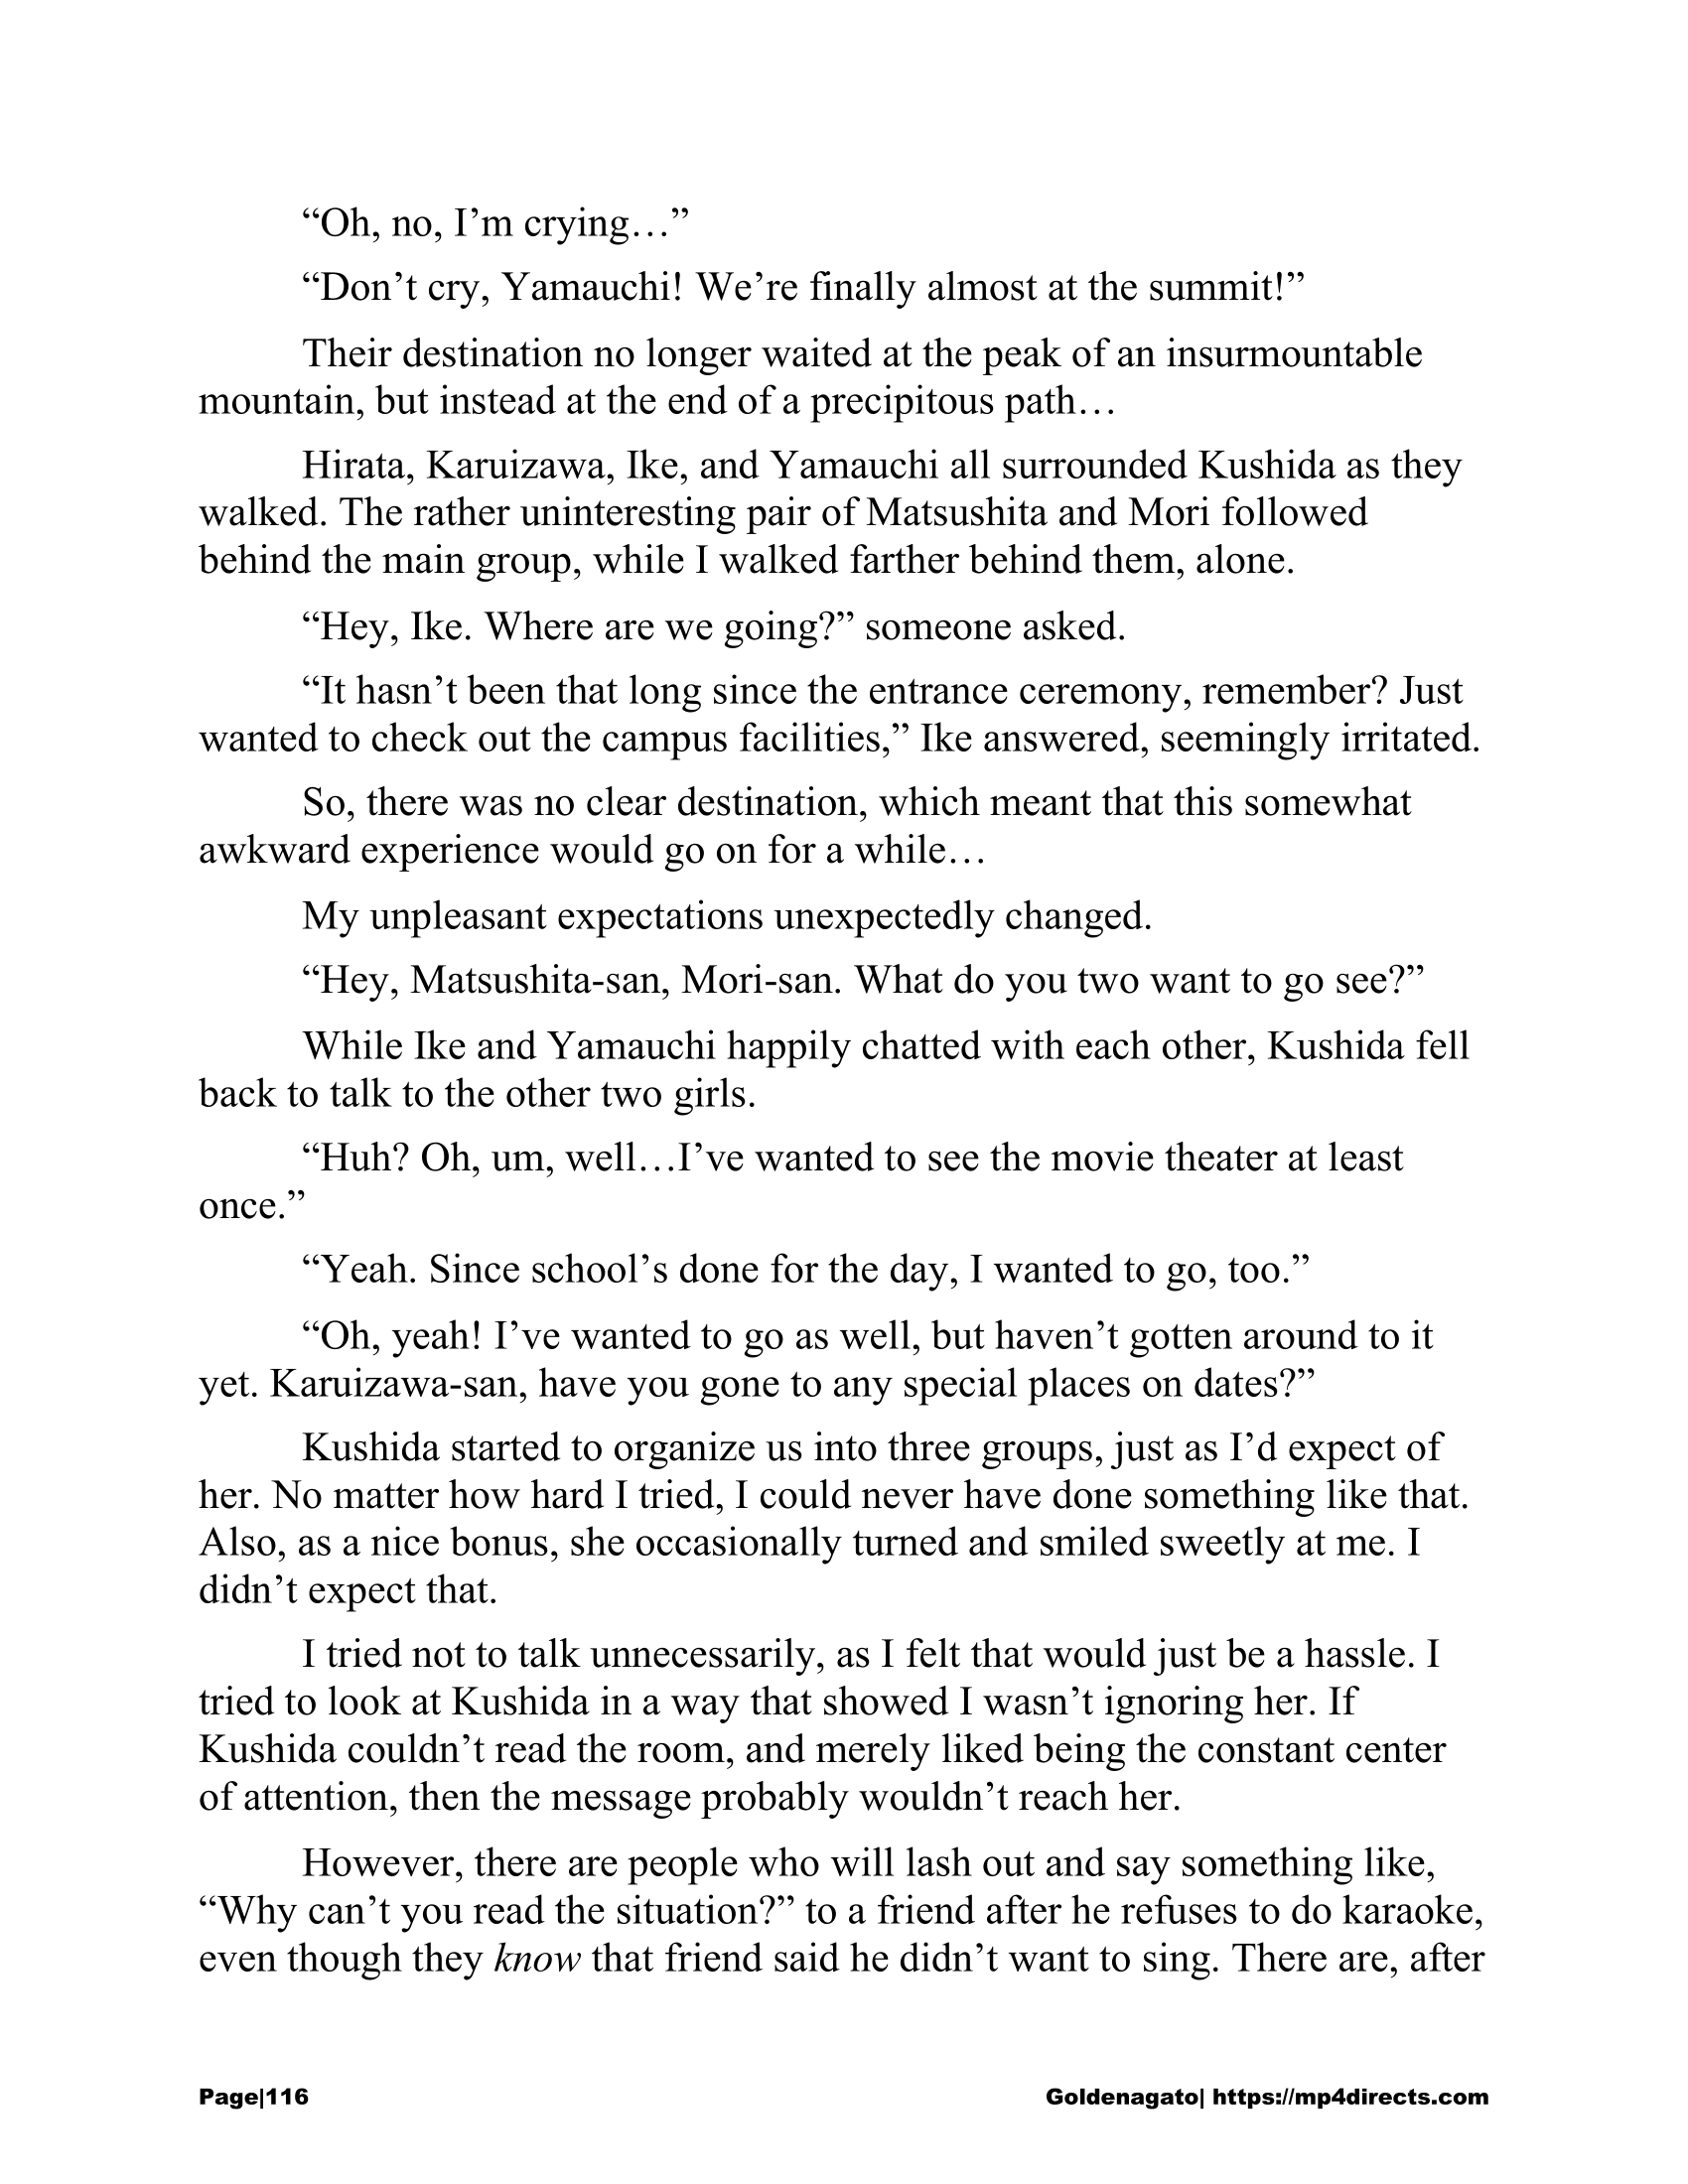 “Oh, no, I’m crying…”
“Don’t cry, Yamauchi! We’re finally almost at the summit!”
Their destination no longer waited at the peak of an insurmountable
mountain, but instead at the end of a precipitous path…
Hirata, Karuizawa, Ike, and Yamauchi all surrounded Kushida as they
walked. The rather uninteresting pair of Matsushita and Mori followed
behind the main group, while I walked farther behind them, alone.
“Hey, Ike. Where are we going?” someone asked.
“It hasn’t been that long since the entrance ceremony, remember? Just
wanted to check out the campus facilities,” Ike answered, seemingly irritated.
So, there was no clear destination, which meant that this somewhat
awkward experience would go on for a while…
My unpleasant expectations unexpectedly changed.
“Hey, Matsushita-san, Mori-san. What do you two want to go see?”
While Ike and Yamauchi happily chatted with each other, Kushida fell
back to talk to the other two girls.
“Huh? Oh, um, well…I’ve wanted to see the movie theater at least
once.”
“Yeah. Since school’s done for the day, I wanted to go, too.”
“Oh, yeah! I’ve wanted to go as well, but haven’t gotten around to it
yet. Karuizawa-san, have you gone to any special places on dates?”
Kushida started to organize us into three groups, just as I’d expect of
her. No matter how hard I tried, I could never have done something like that.
Also, as a nice bonus, she occasionally turned and smiled sweetly at me. I
didn’t expect that.
I tried not to talk unnecessarily, as I felt that would just be a hassle. I
tried to look at Kushida in a way that showed I wasn’t ignoring her. If
Kushida couldn’t read the room, and merely liked being the constant center
of attention, then the message probably wouldn’t reach her.
However, there are people who will lash out and say something like,
“Why can’t you read the situation?” to a friend after he refuses to do karaoke,
even though they know that friend said he didn’t want to sing. There are, after
Page|116 Goldenagato| https://mp4directs.com